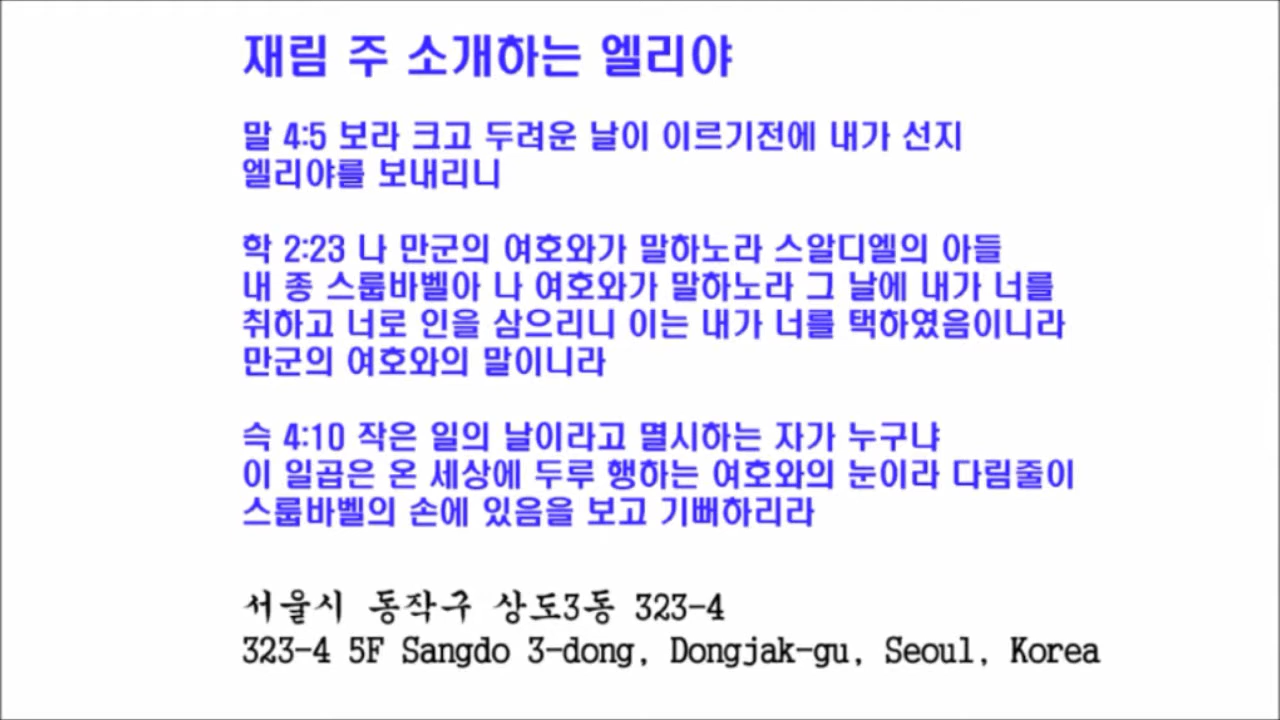 재림 주 소개하는 엘리야
말 4:5 보라 크고 두려운 날이 이르기전에 내가 선지
엘리야를 보내리니
학 2:23 나 만군의 여호와가 말하노라 스알디엘의 아들
내 종 스룹바벨아 나 여호와가 말하노라 그 날에 내가 너를
취하고 너로 인을 삼으리니 이는 내가 너를 택하였음이니라
만군의 여호와의 말이니라
슥 4:10 작은 일의 날이라고 멸시하는 자가 누구냐
이 일곱은 온 세상에 두루 행하는 여호와의 눈이라 다림줄이
스룹바벨의 손에 있음을 보고 기뻐하리라
서울시 동작구 상도3동 323-4
323-4 5F Sangdo 3-dong, Dongjak-gu, Seoul, Korea